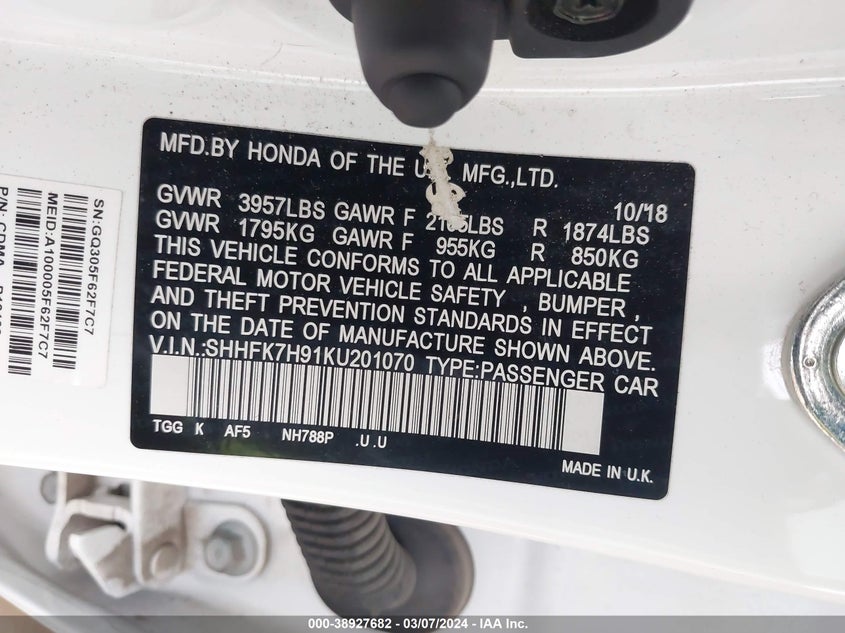 MFD.BY HONDA OF THE U.K. MFG.,LTD.
10/18
GVWR 3957LBS GAWR F LBS R 1874LBS
GVWR 1795KG GAWR F 955KG R 850KG
THIS VEHICLE CONFORMS TO ALL APPLICABLE
FEDERAL MOTOR VEHICLE SAFETY , BUMPER ,
AND THEFT PREVENTION STANDARDS IN EFFECT
ON THE DATE OF MANUFACTURE SHOWN ABOVE.
V.I.N.:SHHFK7H91KU201070 TYPE:PASSENGER CAR
TGG K AF5 NH788P .U .U
MADE IN U.K.
SN:GQ305F62F7C7
MEID:A100005F62F7C7
P/N: CDMA
000-38927682 / 03/07/2024 - IAA Inc.